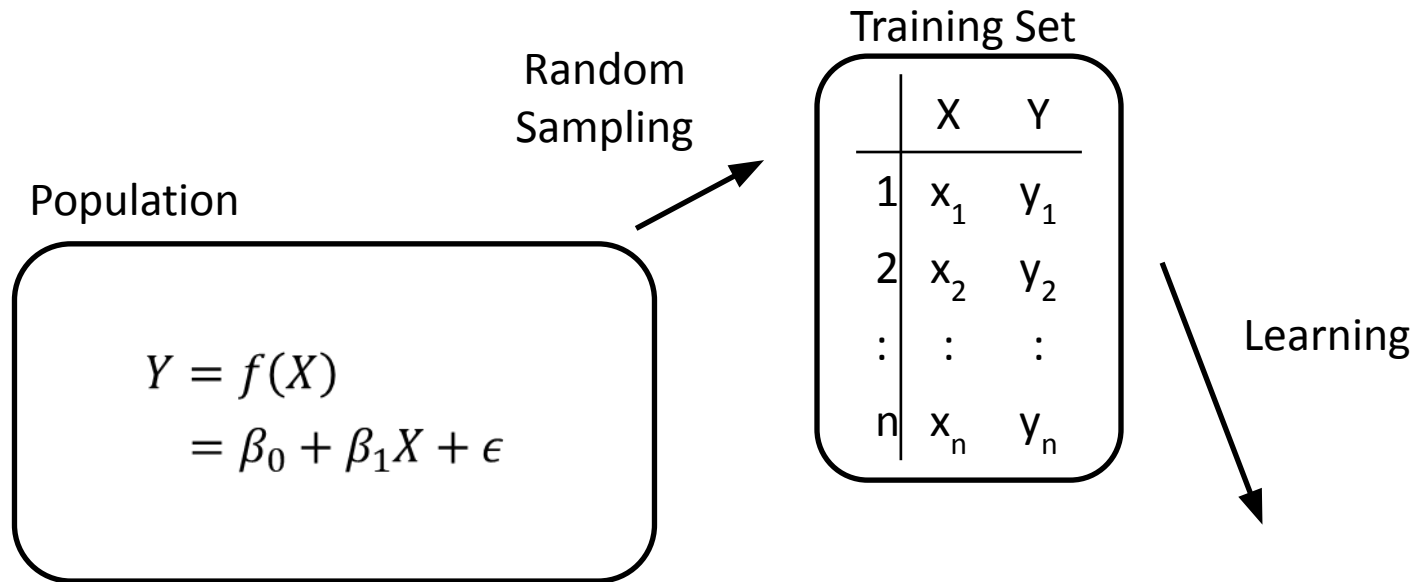 Population
Y = f(X)
= β₀ + β₁X + ϵ
Random
Sampling
Training Set
X Y
1 x₁ y₁
2 x₂ y₂
: : :
n xₙ yₙ
Learning